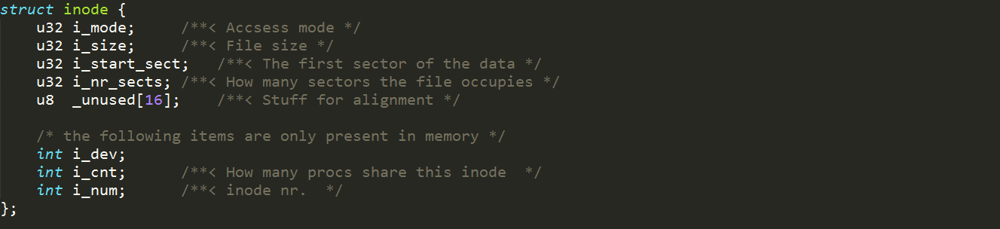 struct inode {
    u32 i_mode;     /**< Accsess mode */
    u32 i_size;     /**< File size */
    u32 i_start_sect;   /**< The first sector of the data */
    u32 i_nr_sects; /**< How many sectors the file occupies */
    u8  _unused[16];    /**< Stuff for alignment */

    /* the following items are only present in memory */
    int i_dev;
    int i_cnt;      /**< How many procs share this inode  */
    int i_num;      /**< inode nr.  */
};